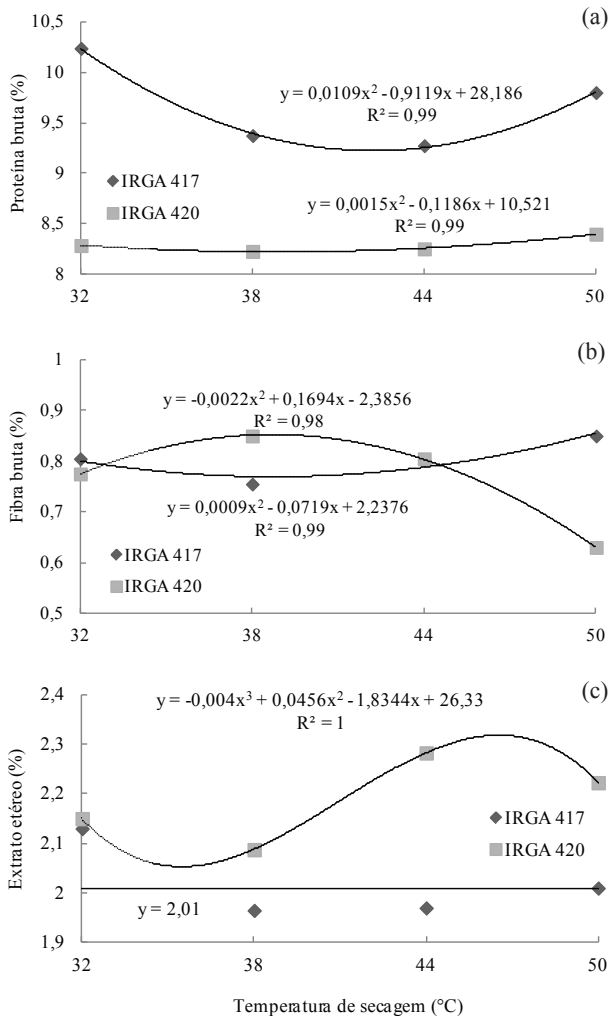 (a)
10,5
10
9,5
9
8,5
8
Proteína bruta (%)
y = 0,0109x² - 0,9119x + 28,186
R² = 0,99
IRGA 417
IRGA 420
y = 0,0015x² - 0,1186x + 10,521
R² = 0,99
32
38
44
50
(b)
1
0,9
0,8
0,7
0,6
0,5
Fibra bruta (%)
y = -0,0022x² + 0,1694x - 2,3856
R² = 0,98
y = 0,0009x² - 0,0719x + 2,2376
R² = 0,99
IRGA 417
IRGA 420
32
38
44
50
(c)
2,4
2,3
2,2
2,1
2
1,9
Extrato etéreo (%)
y = -0,004x³ + 0,0456x² - 1,8344x + 26,33
R² = 1
IRGA 417
IRGA 420
y = 2,01
32
38
44
50
Temperatura de secagem (°C)